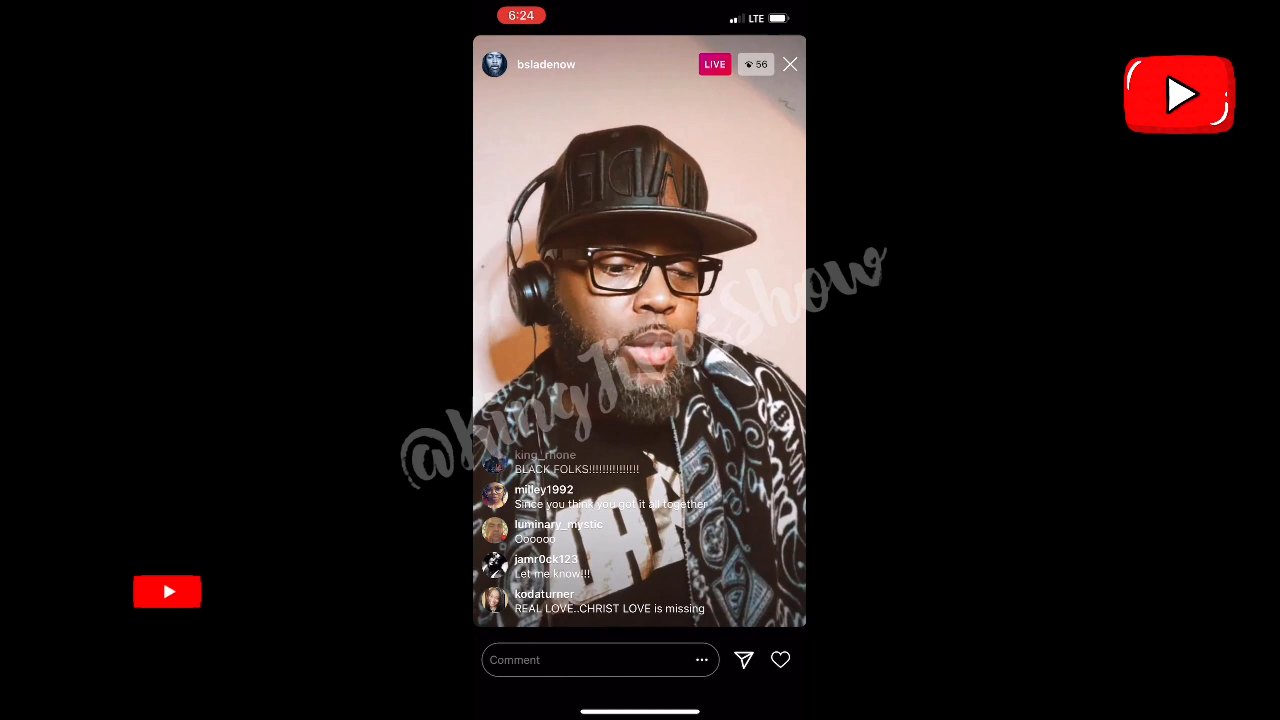 6:24
LTE
bsladenow
LIVE
56
@KingJivesShow
king_rhone
BLACK FOLKS!!!!!!!!!!!!!!!
milley1992
Since you think you got it all together
luminary_mystic
Oooooo
jamr0ck123
Let me know!!!
kodaturner
REAL LOVE..CHRIST LOVE is missing
Comment